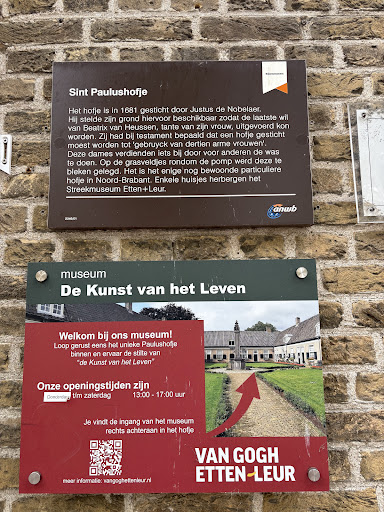 Sint Paulushofje
Het hofje is in 1681 gesticht door Justus de Nobelaer.
Hij stelde zijn grond hiervoor beschikbaar zodat de laatste wil
van Beatrix van Heussen, tante van zijn vrouw, uitgevoerd kon
worden. Zij had bij testament bepaald dat een hofje gesticht
moest worden tot 'gebruyck van dertien arme vrouwen'.
Deze dames verdienden iets bij door voor anderen de was
te doen. Op de grasveldjes rondom de pomp werd deze te
bleken gelegd. Het is het enige nog bewoonde particuliere
hofje in Noord-Brabant. Enkele huisjes herbergen het
Streekmuseum Etten+Leur.
anwb
museum
De Kunst van het Leven
Welkom bij ons museum!
Loop gerust eens het unieke Paulushofje
binnen en ervaar de stilte van
"de Kunst van het Leven"
Onze openingstijden zijn
Donderdag t/m zaterdag 13:00 - 17:00 uur
Je vindt de ingang van het museum
rechts achteraan in het hofje
VAN GOGH
ETTEN-LEUR
meer informatie: vangoghettenleur.nl